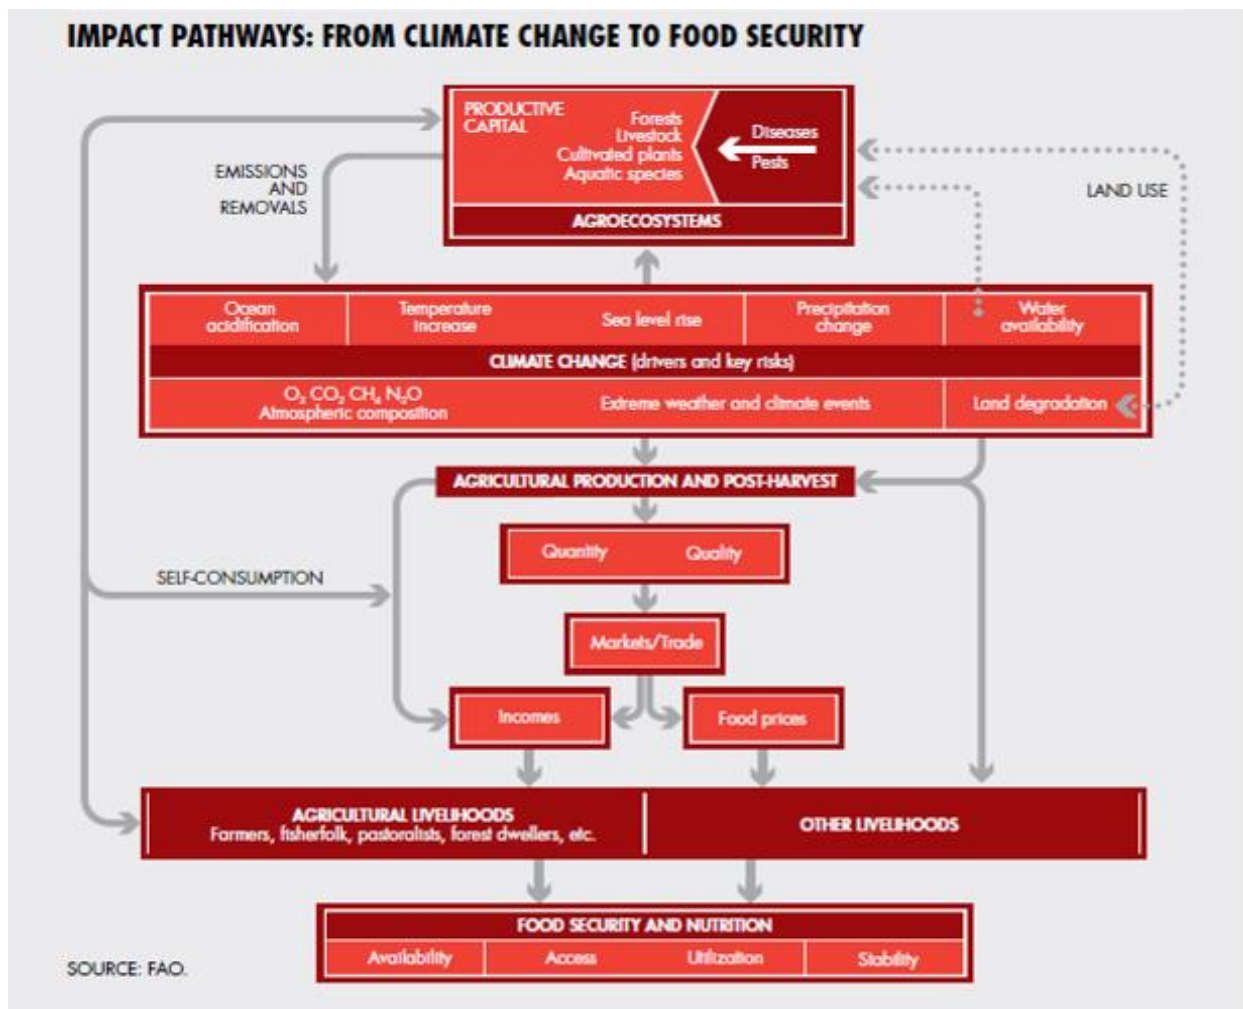 IMPACT PATHWAYS: FROM CLIMATE CHANGE TO FOOD SECURITY
PRODUCTIVE
CAPITAL
Forests
Livestock
Cultivated plants
Aquatic species
Diseases
Pests
AGROECOSYSTEMS
EMISSIONS
AND
REMOVALS
LAND USE
Ocean
acidification
Temperature
increase
Sea level rise
Precipitation
change
Water
availability
CLIMATE CHANGE (drivers and key risks)
O₃ CO₂ CH₄ N₂O
Atmospheric composition
Extreme weather and climate events
Land degradation
AGRICULTURAL PRODUCTION AND POST-HARVEST
Quantity
Quality
SELF-CONSUMPTION
Markets/Trade
Incomes
Food prices
AGRICULTURAL LIVELIHOODS
Farmers, fisherfolk, pastoralists, forest dwellers, etc.
OTHER LIVELIHOODS
FOOD SECURITY AND NUTRITION
Availability
Access
Utilization
Stability
SOURCE: FAO.